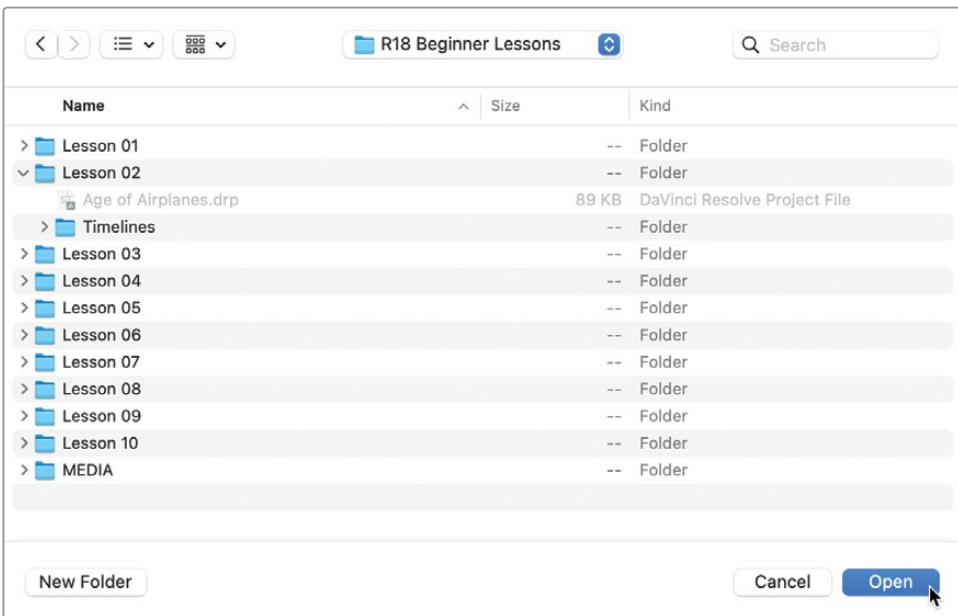 R18 Beginner Lessons
Search
Name Size Kind
Lesson 01 -- Folder
Lesson 02 -- Folder
Age of Airplanes.drp 89 KB DaVinci Resolve Project File
Timelines -- Folder
Lesson 03 -- Folder
Lesson 04 -- Folder
Lesson 05 -- Folder
Lesson 06 -- Folder
Lesson 07 -- Folder
Lesson 08 -- Folder
Lesson 09 -- Folder
Lesson 10 -- Folder
MEDIA -- Folder
New Folder Cancel Open